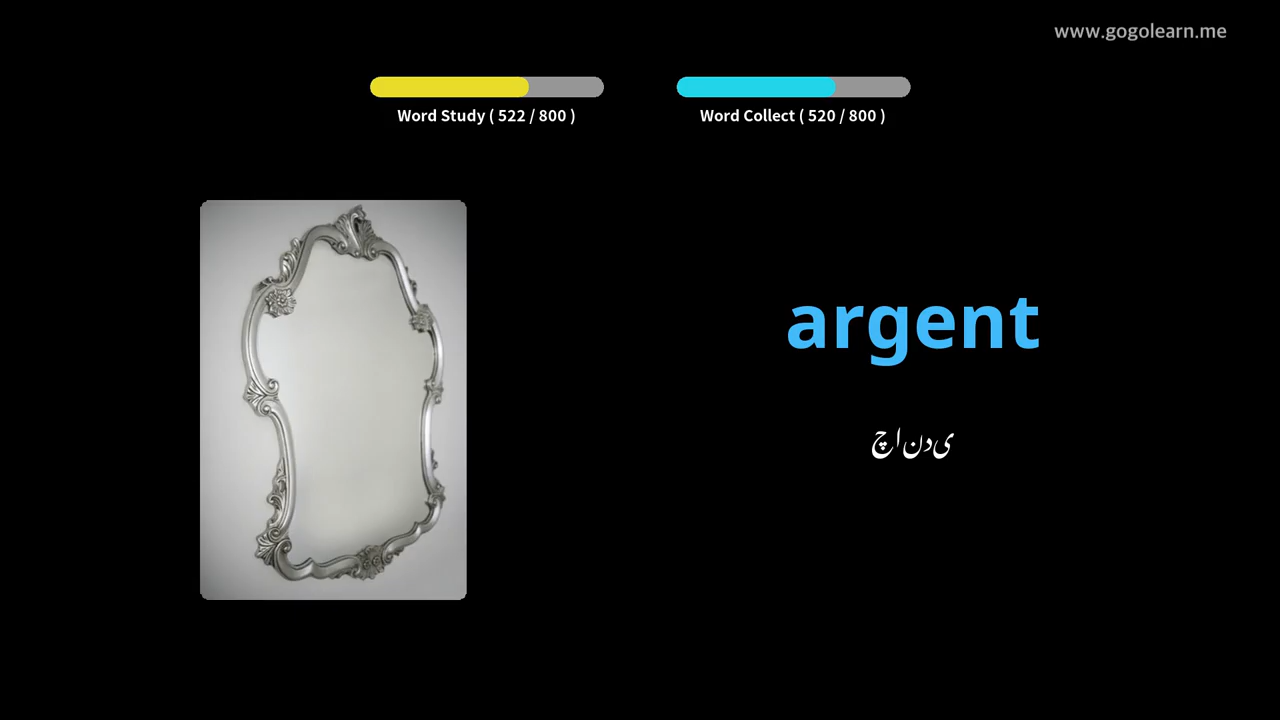 www.gogolearn.me
Word Study ( 522 / 800 )
Word Collect ( 520 / 800 )
argent
چاندی